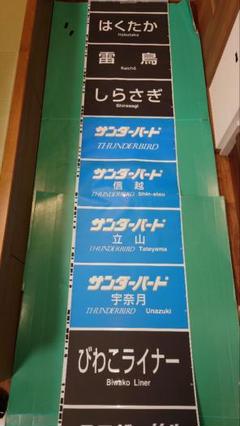 はくたか
Hakutaka
雷鳥
Raichō
しらさぎ
Shirasagi
サンダーバード
THUNDERBIRD
サンダーバード
信越
THUNDERBIRD Shin-etsu
サンダーバード
立山
THUNDERBIRD Tateyama
サンダーバード
宇奈月
THUNDERBIRD Unazuki
びわこライナー
Biwako Liner